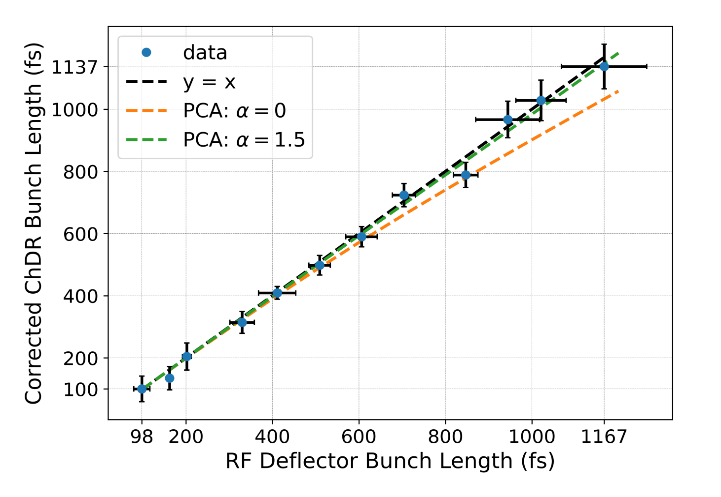 Corrected ChDR Bunch Length (fs)
1137
1000
800
600
400
200
100
data
y = x
PCA: α = 0
PCA: α = 1.5
98 200 400 600 800 1000 1167
RF Deflector Bunch Length (fs)